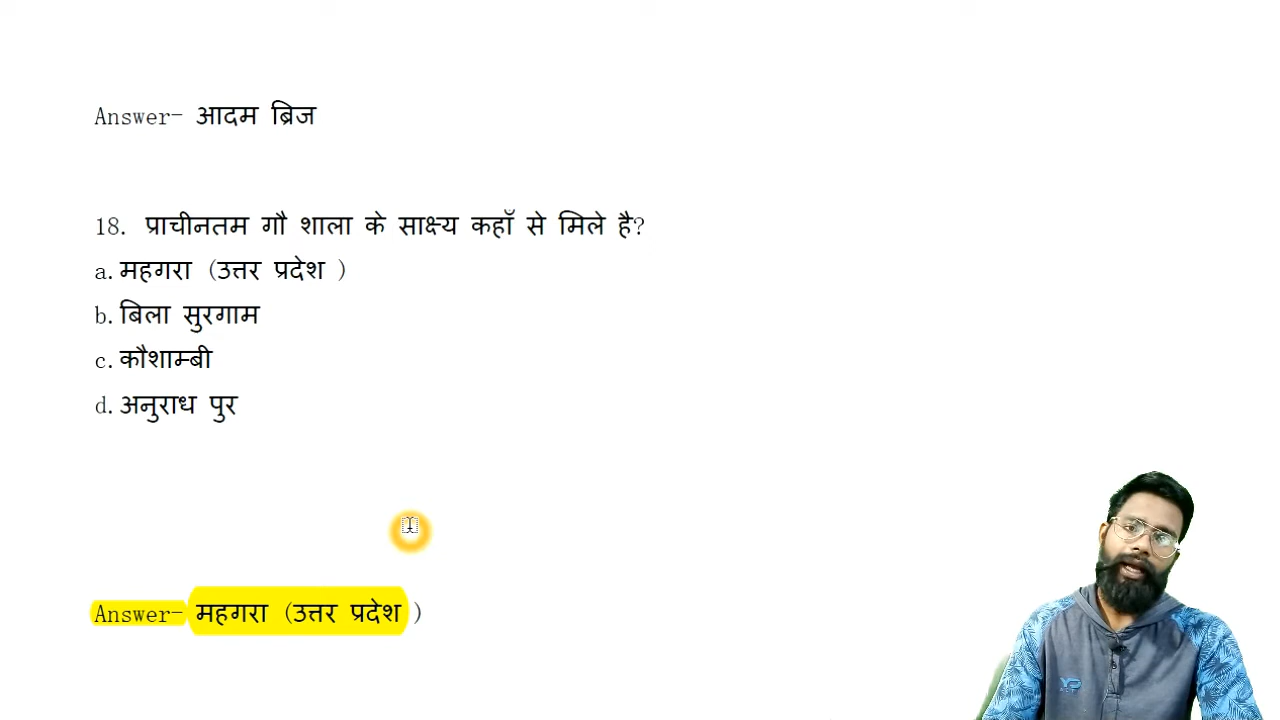 Answer- आदम ब्रिज
18. प्राचीनतम गौ शाला के साक्ष्य कहाँ से मिले है?
a.महगरा (उत्तर प्रदेश )
b.बिला सुरगाम
c.कौशाम्बी
d.अनुराध पुर
Answer- महगरा (उत्तर प्रदेश )